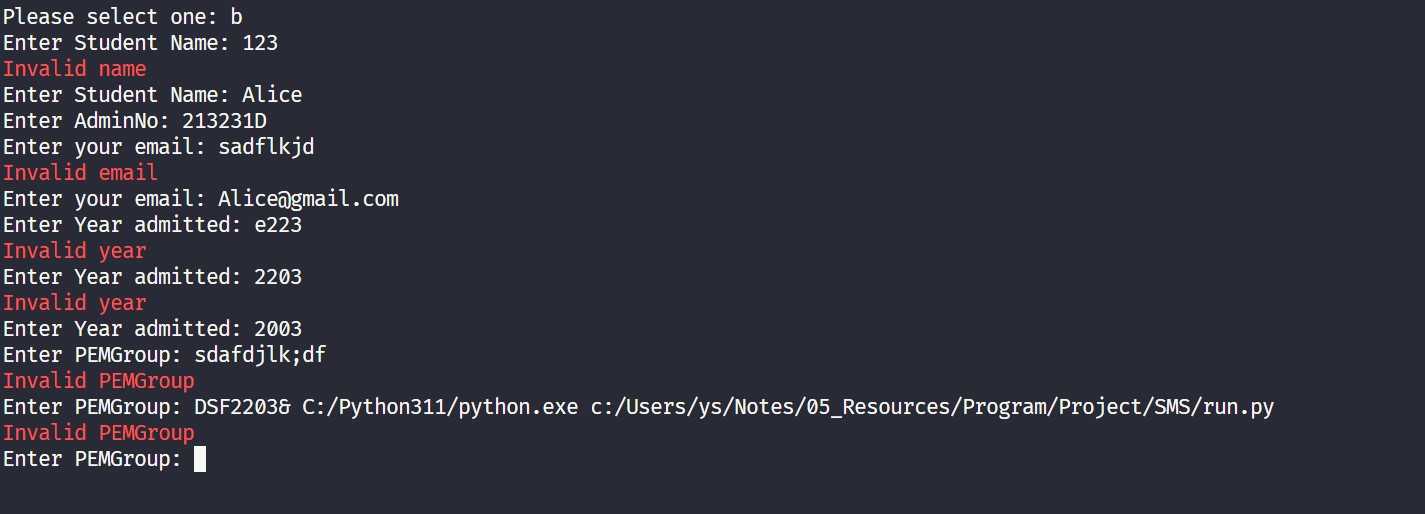 Please select one: b
Enter Student Name: 123
Invalid name
Enter Student Name: Alice
Enter AdminNo: 213231D
Enter your email: sadflkjd
Invalid email
Enter your email: Alice@gmail.com
Enter Year admitted: e223
Invalid year
Enter Year admitted: 2203
Invalid year
Enter Year admitted: 2003
Enter PEMGroup: sdafdjlk;df
Invalid PEMGroup
Enter PEMGroup: DSF2203& C:/Python311/python.exe c:/Users/ys/Notes/05_Resources/Program/Project/SMS/run.py
Invalid PEMGroup
Enter PEMGroup: